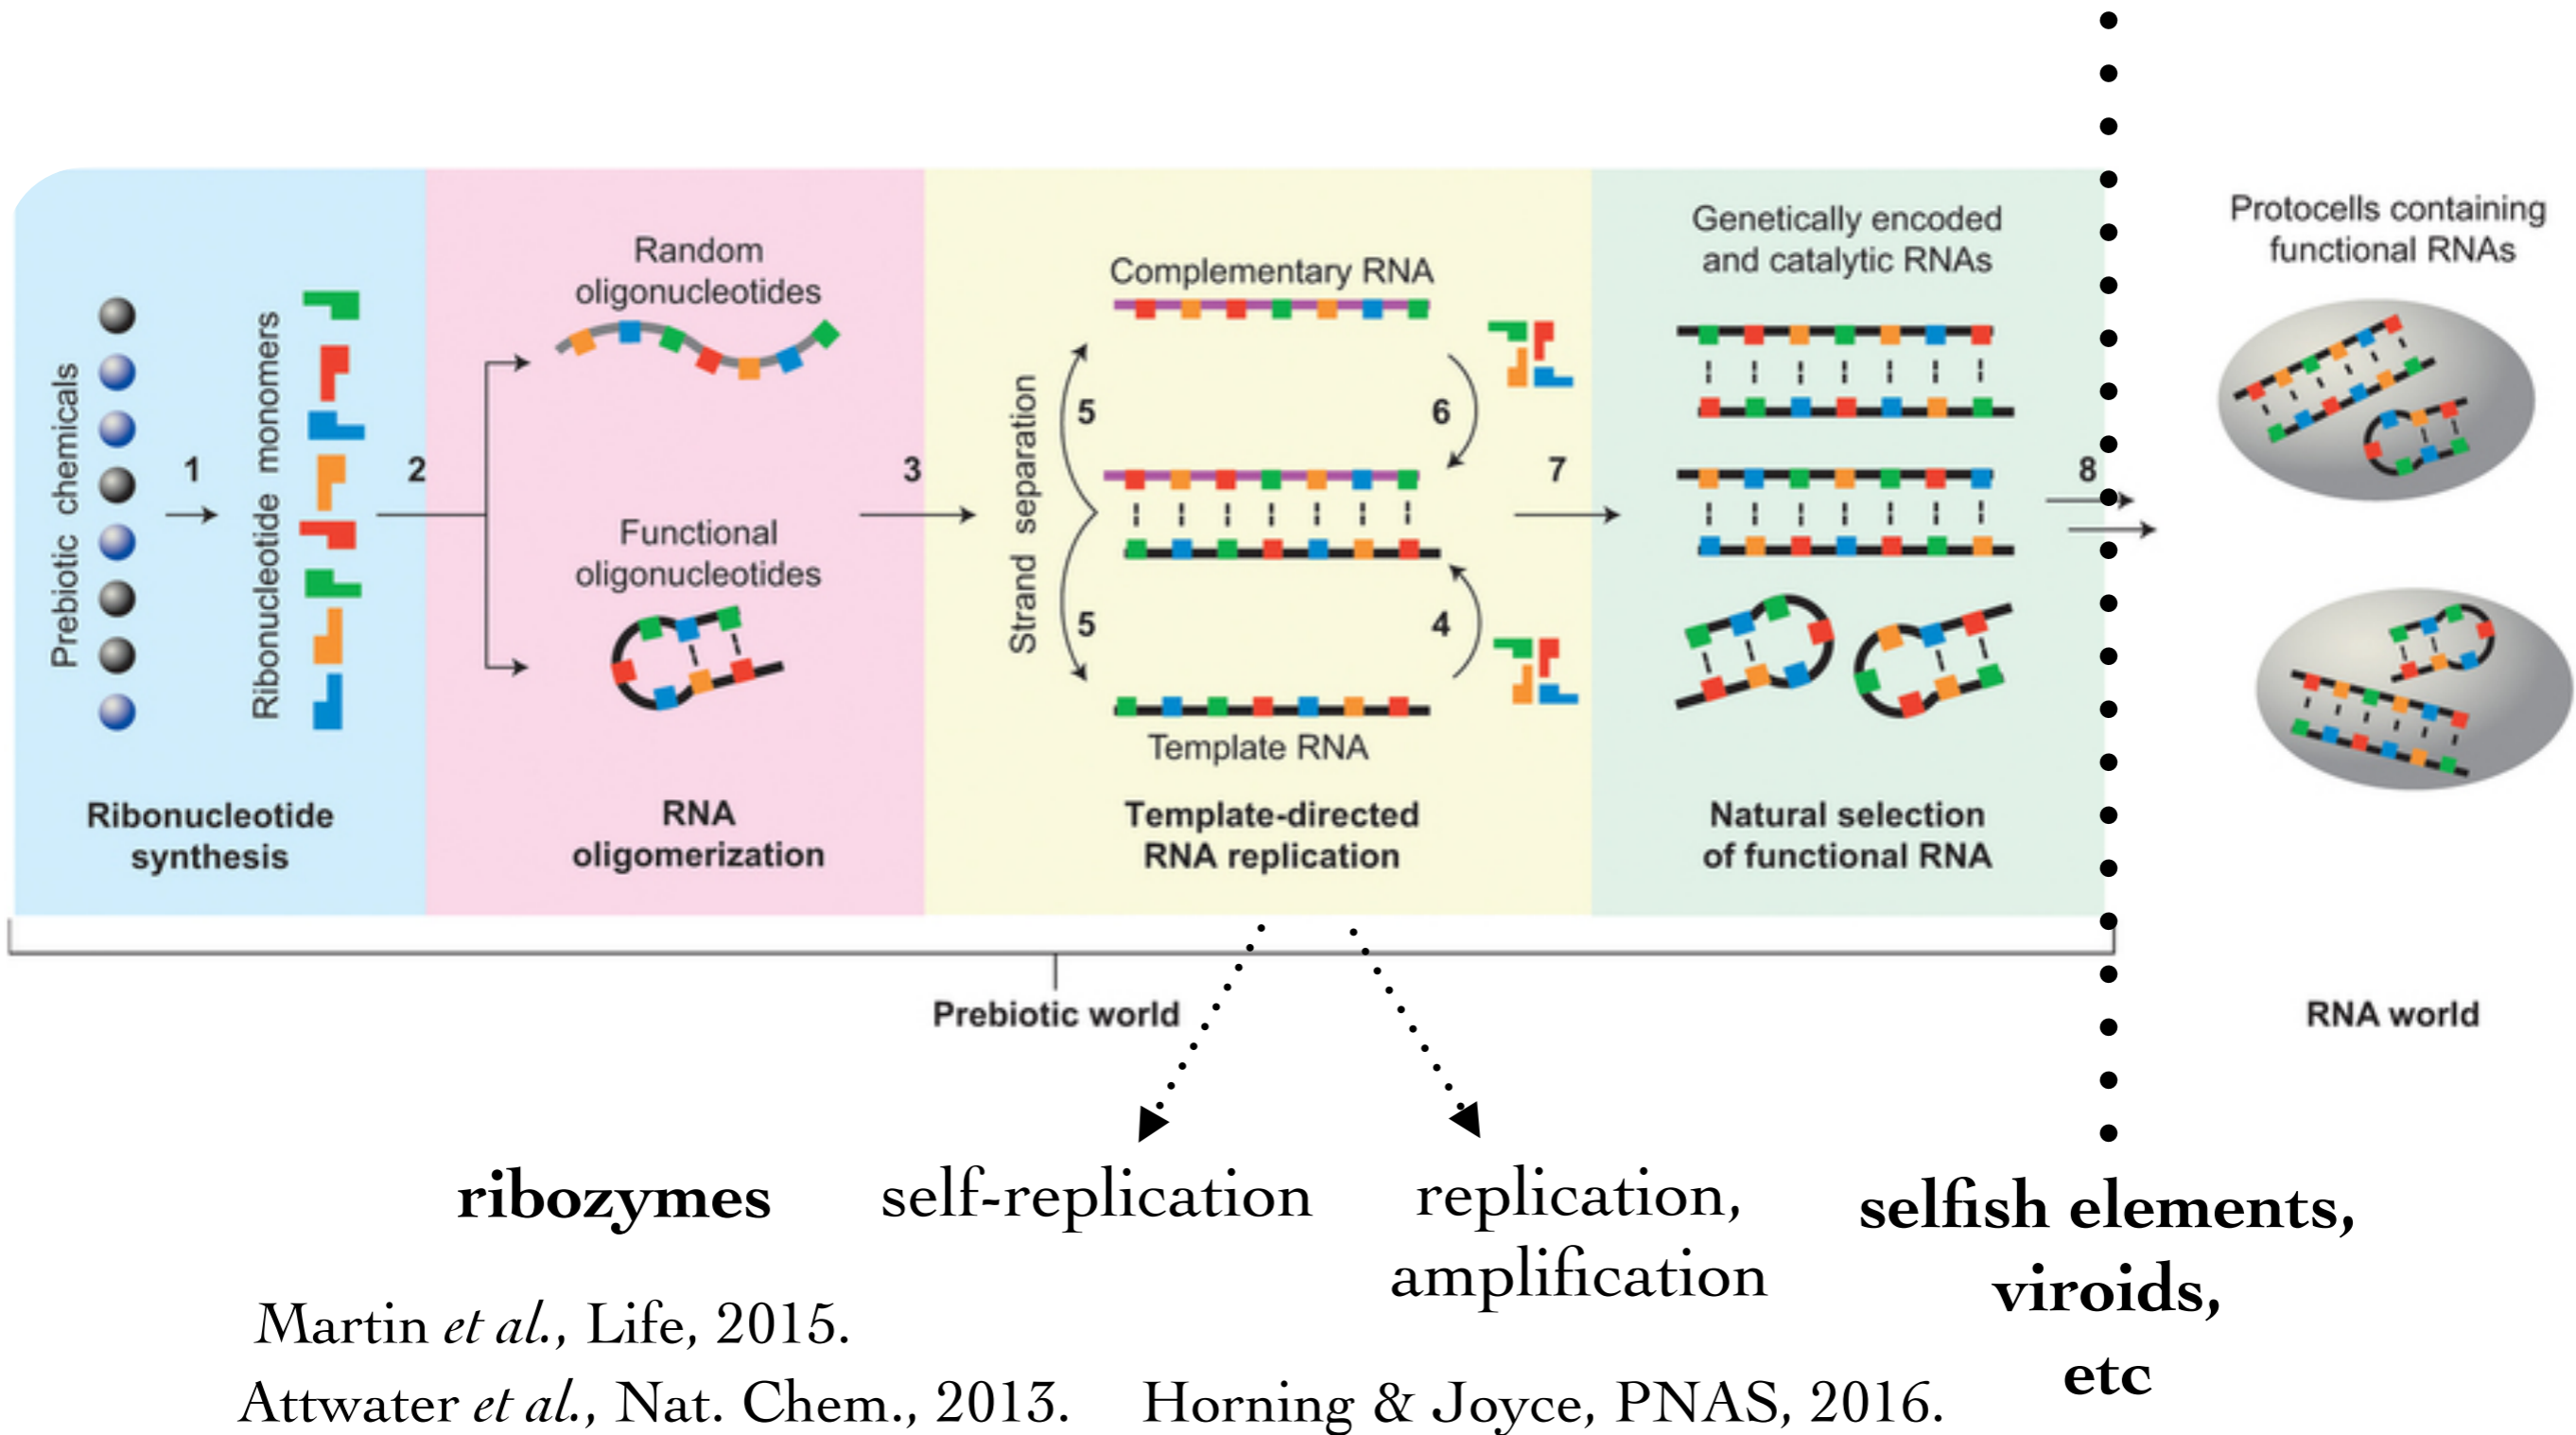 Prebiotic chemicals
1
Ribonucleotide monomers
2
Ribonucleotide
synthesis
Random
oligonucleotides
Functional
oligonucleotides
3
RNA
oligomerization
Complementary RNA
Strand separation
5
6
5
4
7
Template RNA
Template-directed
RNA replication
Genetically encoded
and catalytic RNAs
8
Natural selection
of functional RNA
Protocells containing
functional RNAs
Prebiotic world
RNA world
ribozymes
self-replication
replication,
amplification
selfish elements,
viroids,
etc
Martin et al., Life, 2015.
Attwater et al., Nat. Chem., 2013.
Horning & Joyce, PNAS, 2016.